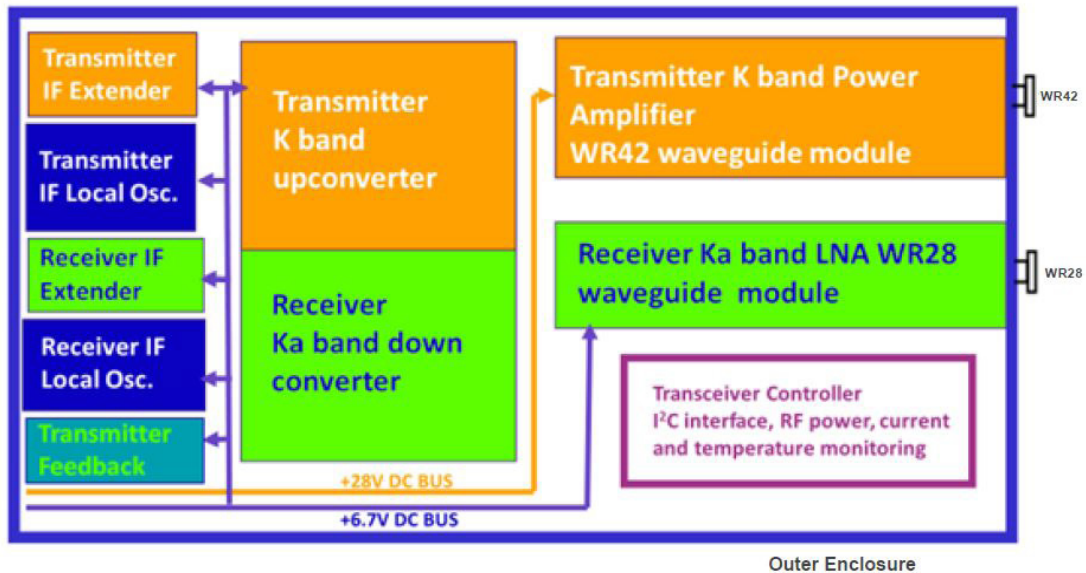 Transmitter
IF Extender
Transmitter
IF Local Osc.
Receiver IF
Extender
Receiver IF
Local Osc.
Transmitter
Feedback
Transmitter
K band
upconverter
Receiver
Ka band down
converter
Transmitter K band Power
Amplifier
WR42 waveguide module
WR42
Receiver Ka band LNA WR28
waveguide module
WR28
Transceiver Controller
I²C interface, RF power, current
and temperature monitoring
+28V DC BUS
+6.7V DC BUS
Outer Enclosure